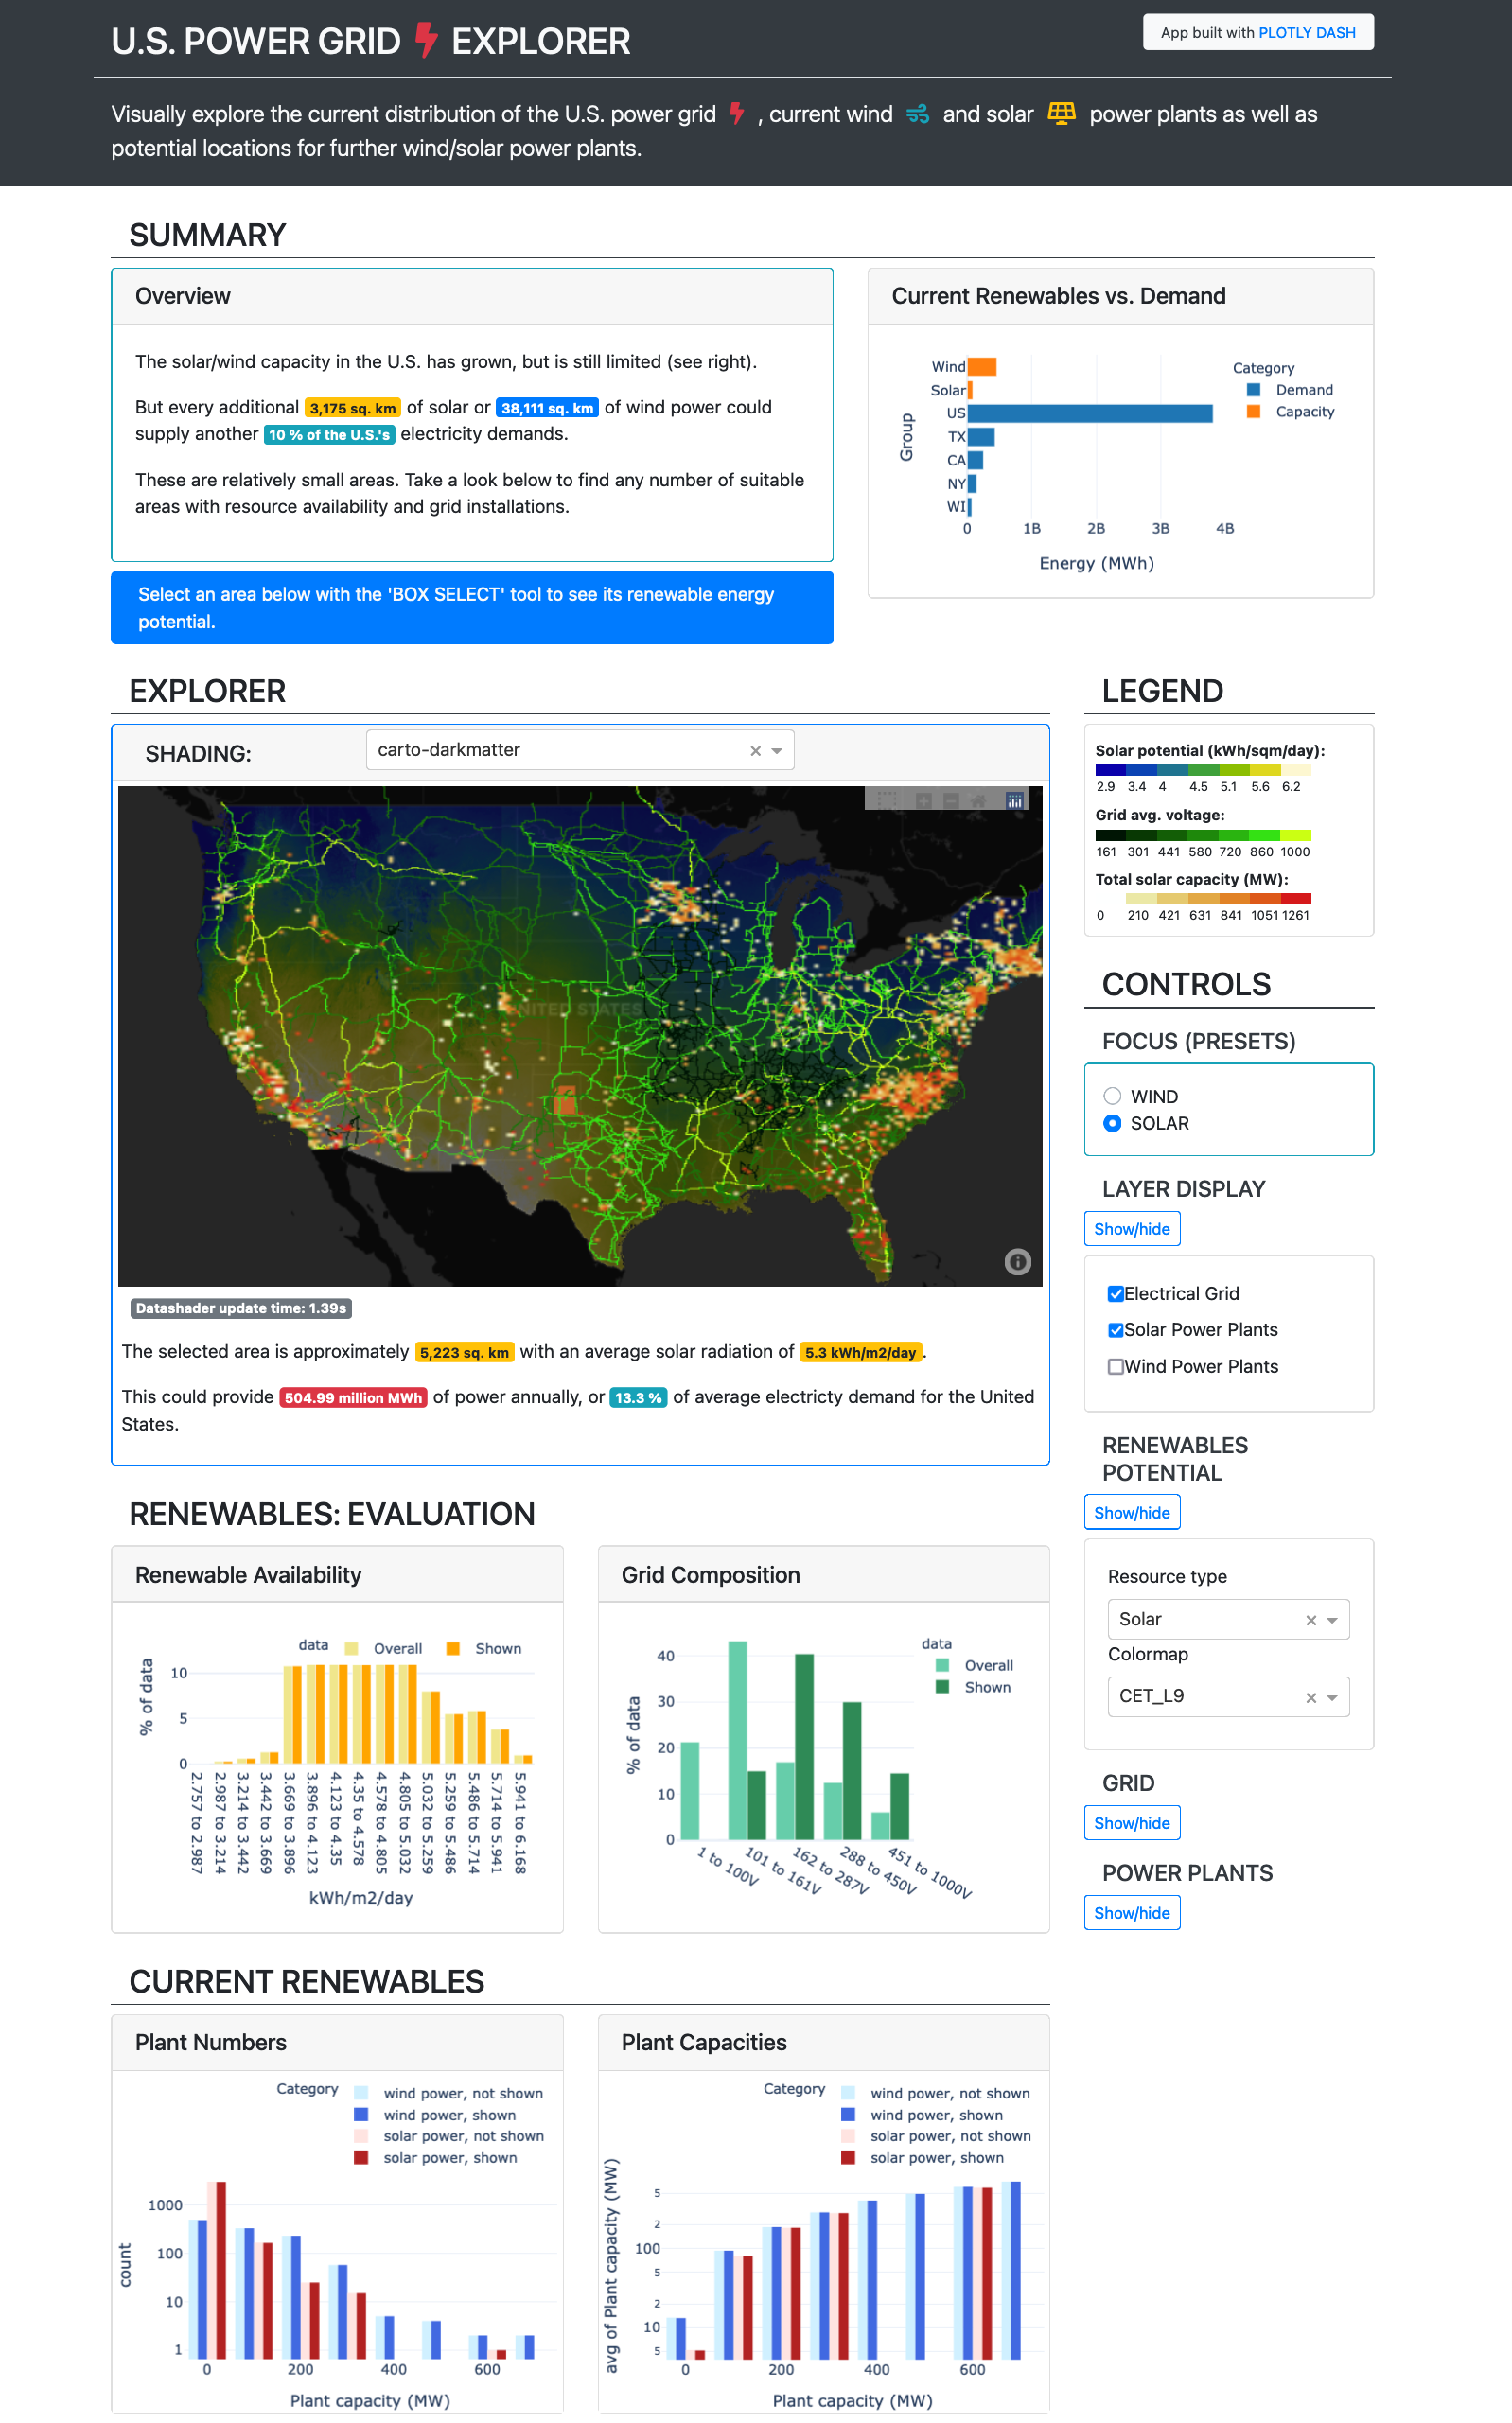 U.S. POWER GRID EXPLORER
App built with PLOTLY DASH
Visually explore the current distribution of the U.S. power grid , current wind and solar power plants as well as
potential locations for further wind/solar power plants.
SUMMARY
Overview
The solar/wind capacity in the U.S. has grown, but is still limited (see right).
But every additional 3,175 sq. km of solar or 38,111 sq. km of wind power could
supply another 10 % of the U.S.'s electricity demands.
These are relatively small areas. Take a look below to find any number of suitable
areas with resource availability and grid installations.
Select an area below with the 'BOX SELECT' tool to see its renewable energy
potential.
Current Renewables vs. Demand
Category
Demand
Capacity
Group
Wind
Solar
US
TX
CA
NY
WI
0 1B 2B 3B 4B
Energy (MWh)
EXPLORER
SHADING:
carto-darkmatter
UNITED STATES
Datashader update time: 1.39s
The selected area is approximately 5,223 sq. km with an average solar radiation of 5.3 kWh/m2/day.
This could provide 504.99 million MWh of power annually, or 13.3 % of average electricty demand for the United
States.
LEGEND
Solar potential (kWh/sqm/day):
2.9 3.4 4 4.5 5.1 5.6 6.2
Grid avg. voltage:
161 301 441 580 720 860 1000
Total solar capacity (MW):
0 210 421 631 841 1051 1261
CONTROLS
FOCUS (PRESETS)
WIND
SOLAR
LAYER DISPLAY
Show/hide
Electrical Grid
Solar Power Plants
Wind Power Plants
RENEWABLES
POTENTIAL
Show/hide
Resource type
Solar
Colormap
CET_L9
GRID
Show/hide
POWER PLANTS
Show/hide
RENEWABLES: EVALUATION
Renewable Availability
data Overall Shown
% of data
10
5
0
2.757 to 2.987
2.987 to 3.214
3.214 to 3.442
3.442 to 3.669
3.669 to 3.896
3.896 to 4.123
4.123 to 4.35
4.35 to 4.578
4.578 to 4.805
4.805 to 5.032
5.032 to 5.259
5.259 to 5.486
5.486 to 5.714
5.714 to 5.941
5.941 to 6.168
kWh/m2/day
Grid Composition
data
Overall
Shown
% of data
40
30
20
10
0
1 to 100V
101 to 161V
162 to 287V
288 to 450V
451 to 1000V
CURRENT RENEWABLES
Plant Numbers
Category
wind power, not shown
wind power, shown
solar power, not shown
solar power, shown
count
1000
100
10
1
0 200 400 600
Plant capacity (MW)
Plant Capacities
Category
wind power, not shown
wind power, shown
solar power, not shown
solar power, shown
avg of Plant capacity (MW)
5
2
100
5
2
10
5
0 200 400 600
Plant capacity (MW)